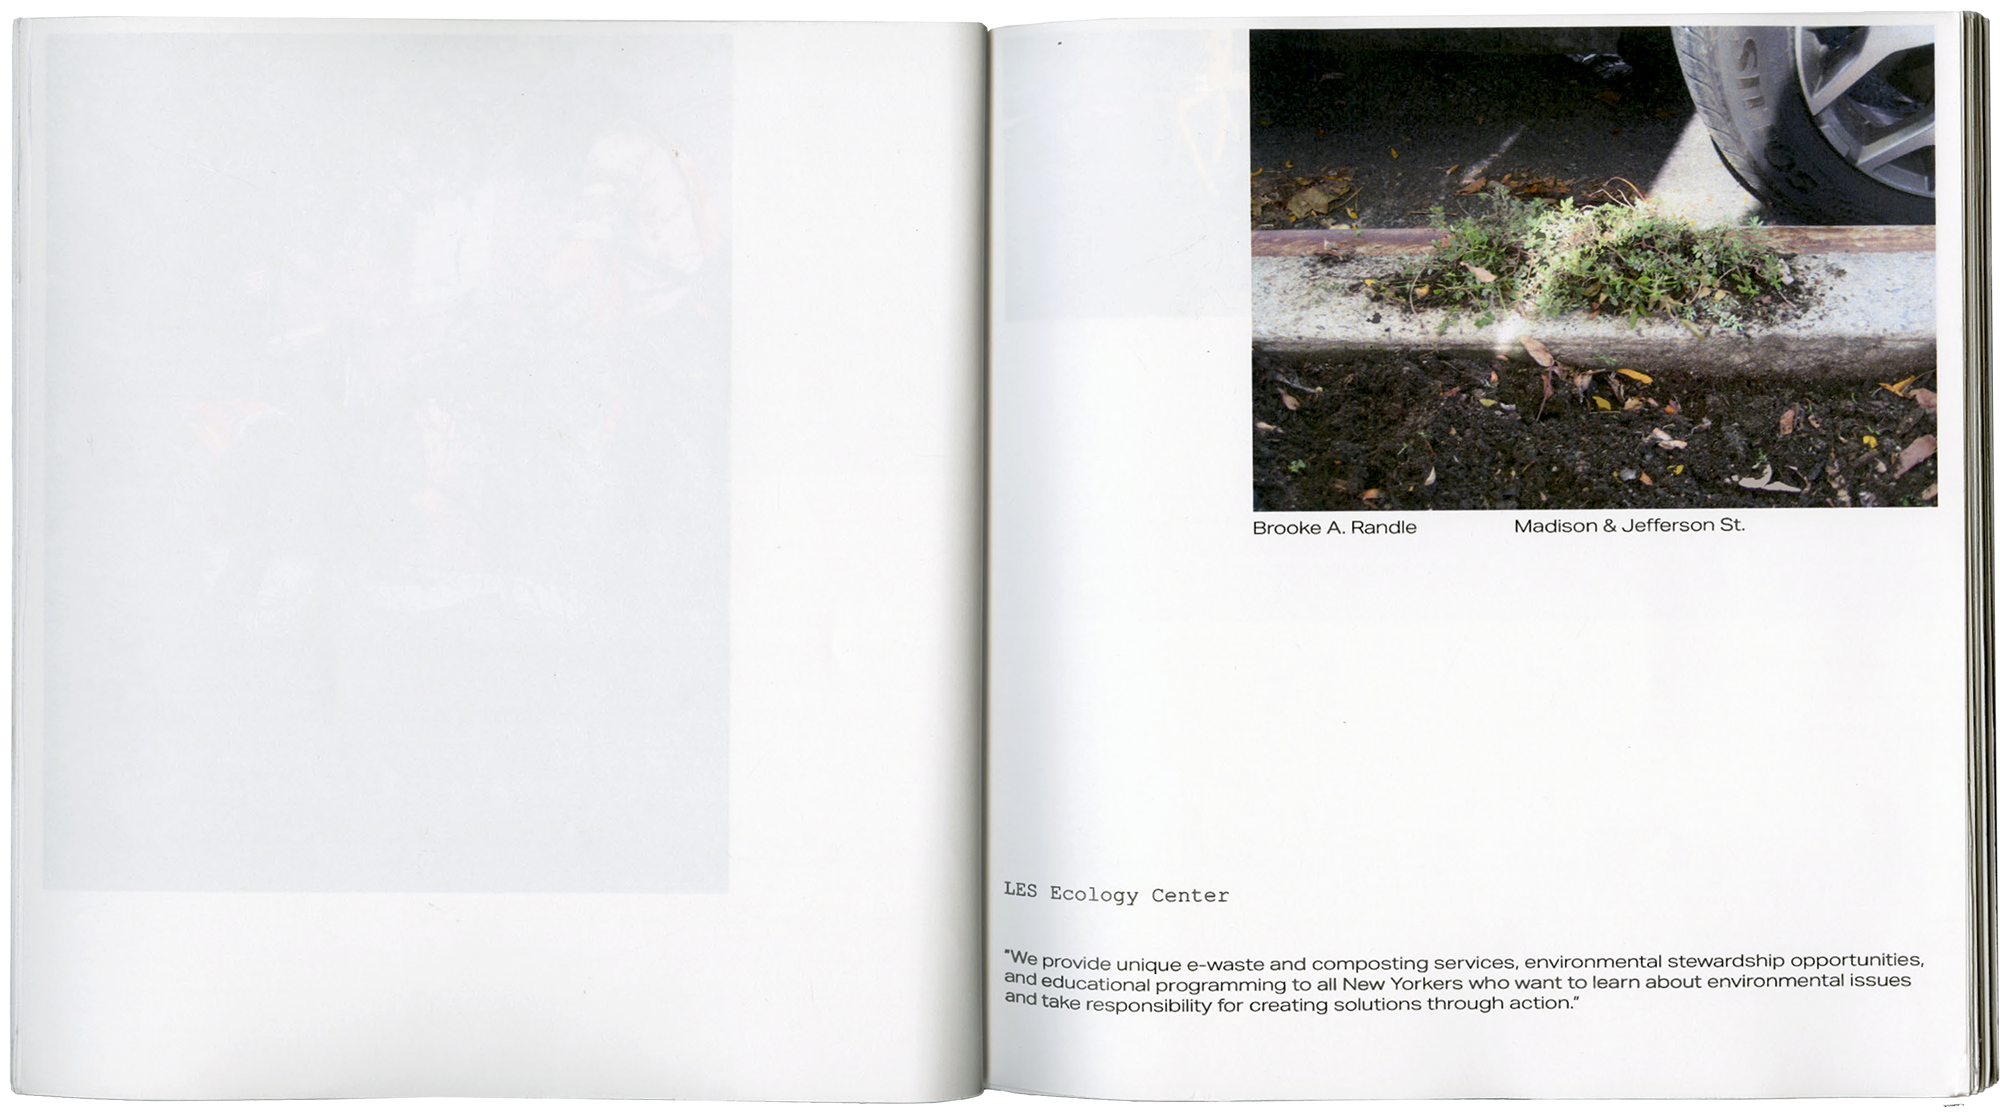 Brooke A. Randle
Madison & Jefferson St.
LES Ecology Center
"We provide unique e-waste and composting services, environmental stewardship opportunities,
and educational programming to all New Yorkers who want to learn about environmental issues
and take responsibility for creating solutions through action."